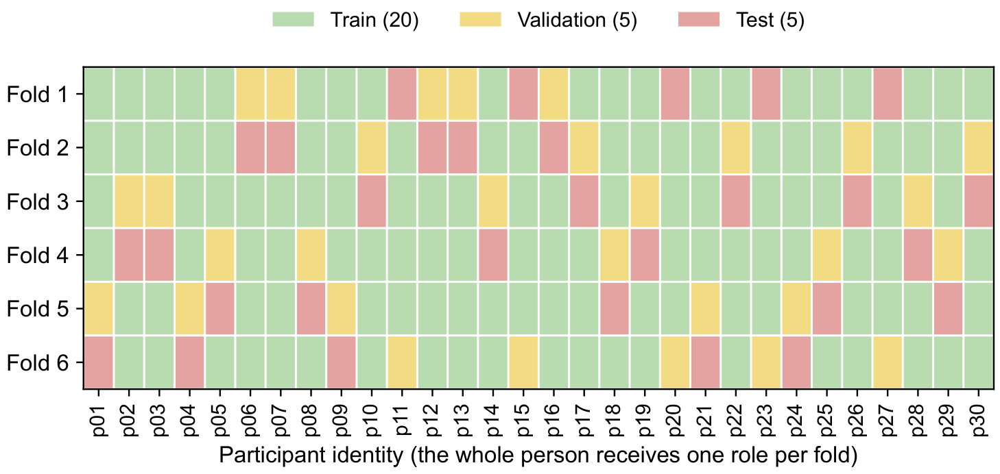 Train (20) Validation (5) Test (5)
Fold 1
Fold 2
Fold 3
Fold 4
Fold 5
Fold 6
p01 p02 p03 p04 p05 p06 p07 p08 p09 p10 p11 p12 p13 p14 p15 p16 p17 p18 p19 p20 p21 p22 p23 p24 p25 p26 p27 p28 p29 p30
Participant identity (the whole person receives one role per fold)